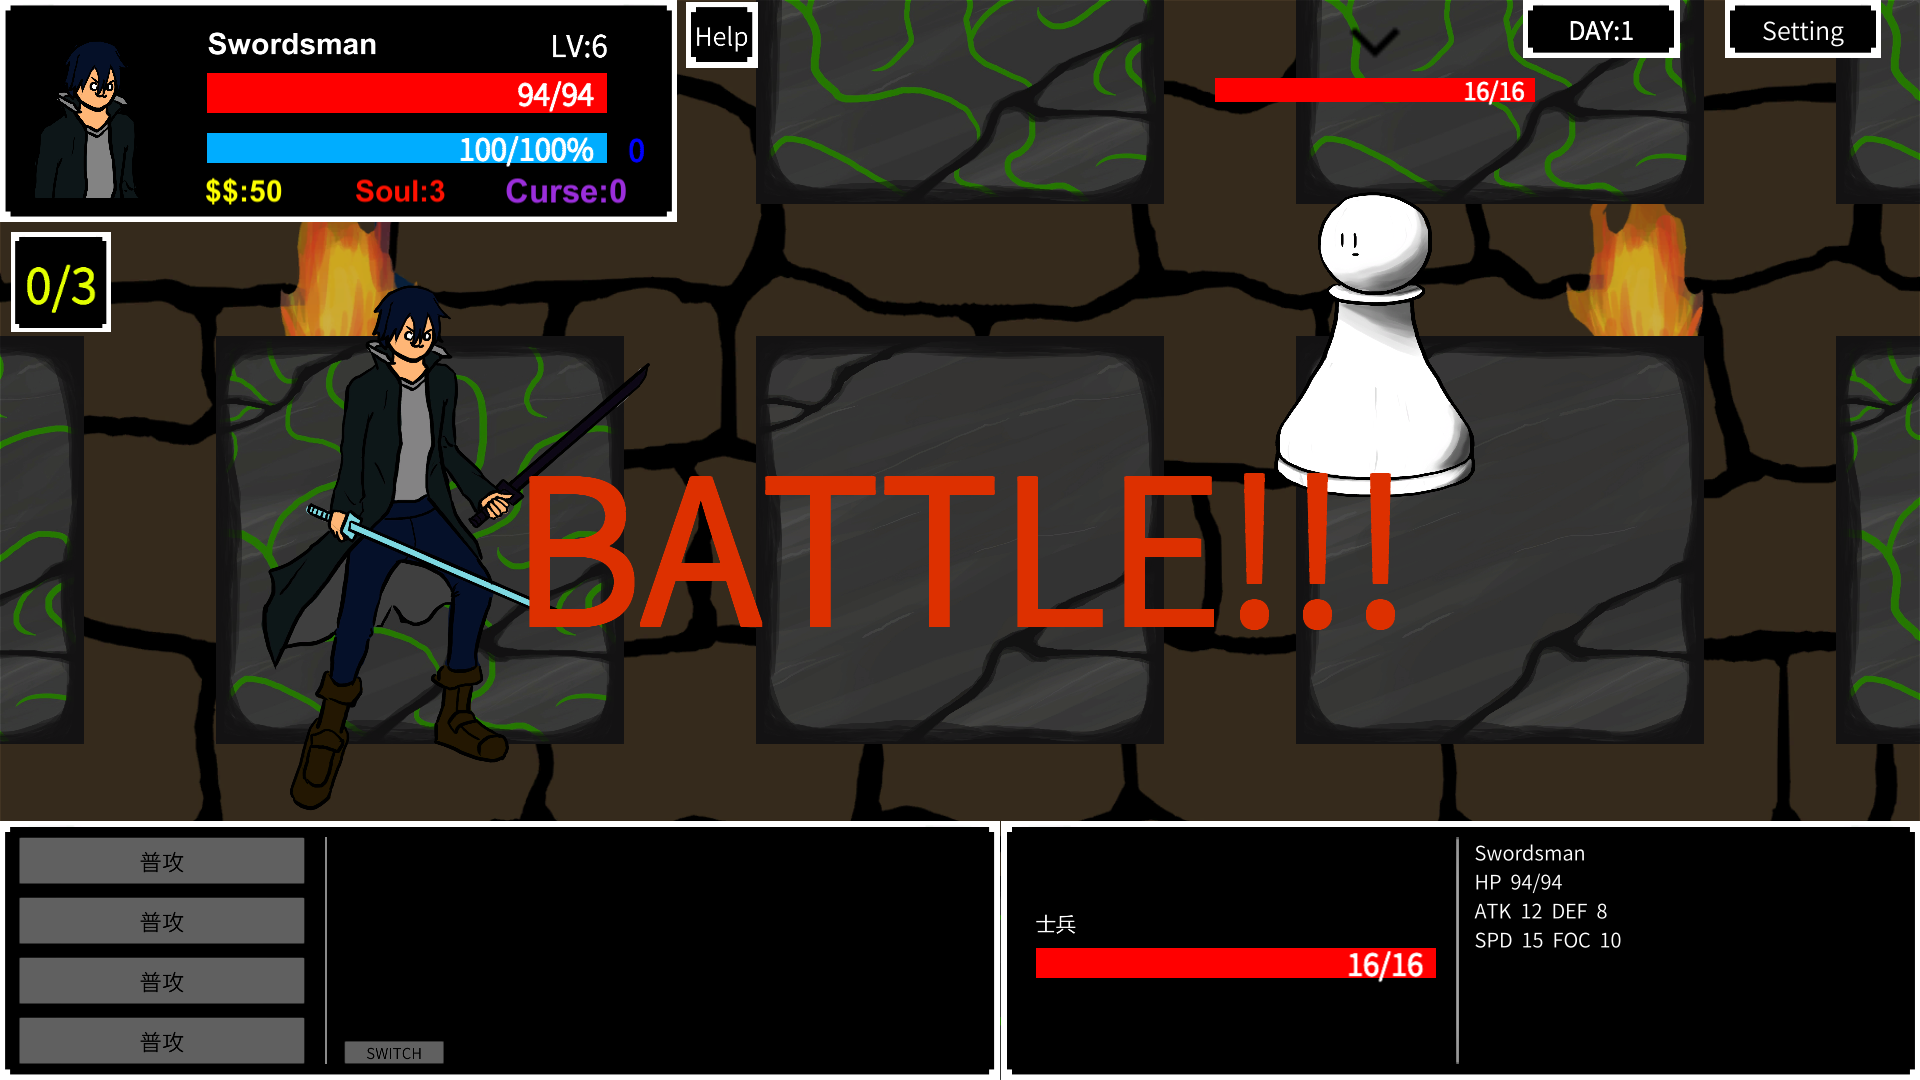 Swordsman
LV:6
94/94
100/100%
0
$$:50
Soul:3
Curse:0
Help
16/16
DAY:1
Setting
0/3
BATTLE!!!
普攻
普攻
普攻
普攻
SWITCH
士兵
16/16
Swordsman
HP 94/94
ATK 12 DEF 8
SPD 15 FOC 10